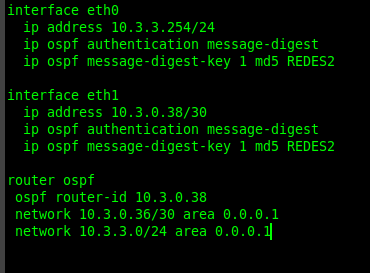 interface eth0
ip address 10.3.3.254/24
ip ospf authentication message-digest
ip ospf message-digest-key 1 md5 REDES2
interface eth1
ip address 10.3.0.38/30
ip ospf authentication message-digest
ip ospf message-digest-key 1 md5 REDES2
router ospf
ospf router-id 10.3.0.38
network 10.3.0.36/30 area 0.0.0.1
network 10.3.3.0/24 area 0.0.0.1